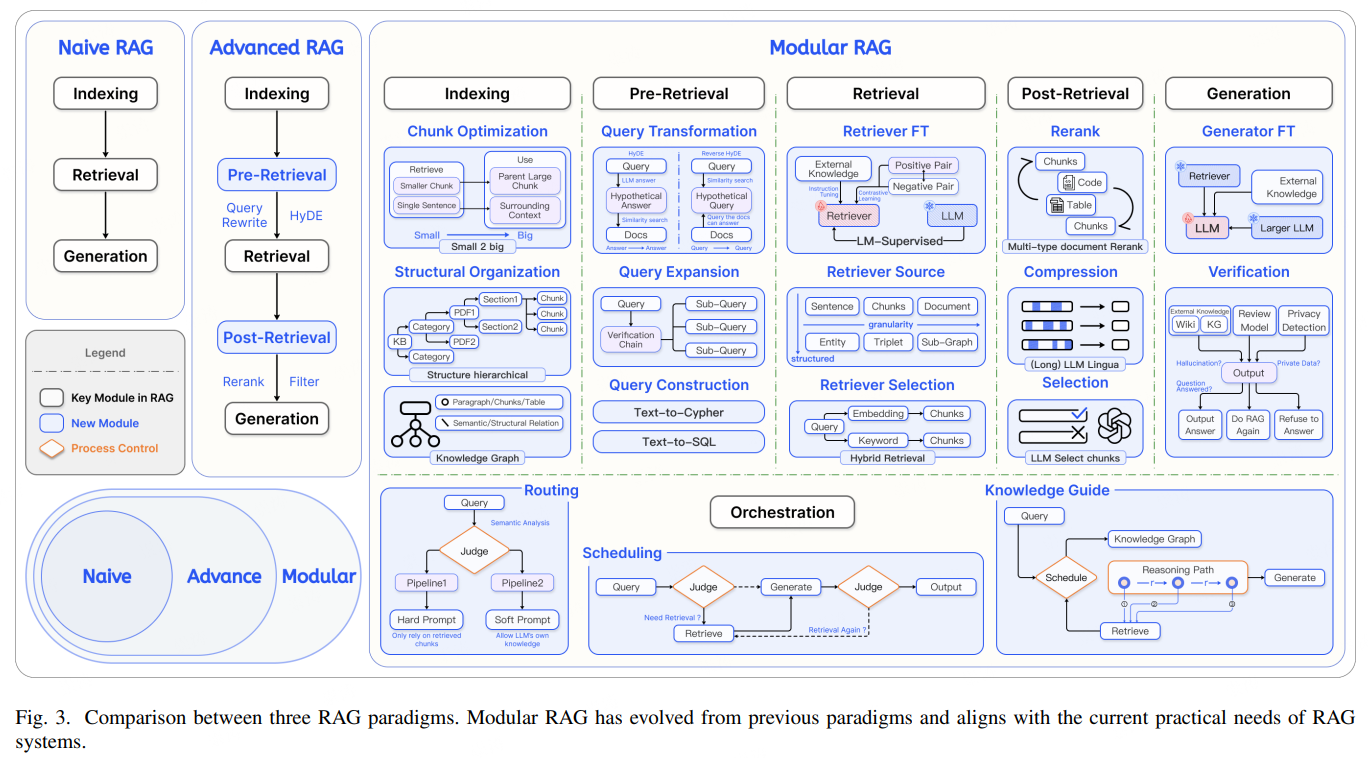 Naive RAG
Indexing
Retrieval
Generation
Legend
Key Module in RAG
New Module
Process Control
Advanced RAG
Indexing
Pre-Retrieval
Query
Rewrite
HyDE
Retrieval
Post-Retrieval
Rerank
Filter
Generation
Naive
Advance
Modular
Modular RAG
Indexing
Chunk Optimization
Retrieve
Smaller Chunk
Single Sentence
Use
Parent Large
Chunk
Surrounding
Context
Small
Big
Small 2 big
Structural Organization
KB
Category
Category
PDF1
PDF2
Section1
Section2
Chunk
Chunk
Chunk
Structure hierarchical
Paragraph/Chunks/Table
Semantic/Structural Relation
Knowledge Graph
Pre-Retrieval
Query Transformation
HyDE
Query
LLM answer
Hypothetical
Answer
Similarity search
Docs
Answer
Answer
Reverse HyDE
Query
Similarity search
Hypothetical
Query
Query the docs
can answer
Docs
Query
Query
Query Expansion
Query
Verification
Chain
Sub-Query
Sub-Query
Sub-Query
Query Construction
Text-to-Cypher
Text-to-SQL
Retrieval
Retriever FT
External
Knowledge
Positive Pair
Negative Pair
Instruction
Tuning
Contrastive
Learning
Retriever
LLM
LM-Supervised
Retriever Source
Sentence
Chunks
Document
granularity
Entity
Triplet
Sub-Graph
structured
Retriever Selection
Query
Embedding
Chunks
Keyword
Chunks
Hybrid Retrieval
Post-Retrieval
Rerank
Chunks
Code
Table
Chunks
Multi-type document Rerank
Compression
(Long) LLM Lingua
Selection
LLM Select chunks
Generation
Generator FT
Retriever
External
Knowledge
LLM
Larger LLM
Verification
External Knowledge
Wiki
KG
Review
Model
Privacy
Detection
Hallucination?
Private Data?
Output
Question
Answered?
Output
Answer
Do RAG
Again
Refuse to
Answer
Routing
Query
Semantic Analysis
Judge
Pipeline1
Pipeline2
Hard Prompt
Soft Prompt
Only rely on retrieved
chunks
Allow LLM's own
knowledge
Orchestration
Scheduling
Query
Judge
Generate
Judge
Output
Need Retrieval ?
Retrieve
Retrieval Again ?
Knowledge Guide
Query
Knowledge Graph
Schedule
Reasoning Path
r
r
①
②
③
Generate
Retrieve
Fig. 3. Comparison between three RAG paradigms. Modular RAG has evolved from previous paradigms and aligns with the current practical needs of RAG
systems.